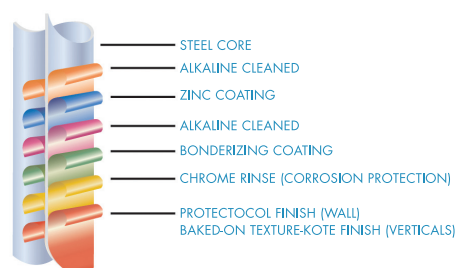 STEEL CORE
ALKALINE CLEANED
ZINC COATING
ALKALINE CLEANED
BONDERIZING COATING
CHROME RINSE (CORROSION PROTECTION)
PROTECTOCOL FINISH (WALL)
BAKED-ON TEXTURE-KOTE FINISH (VERTICALS)